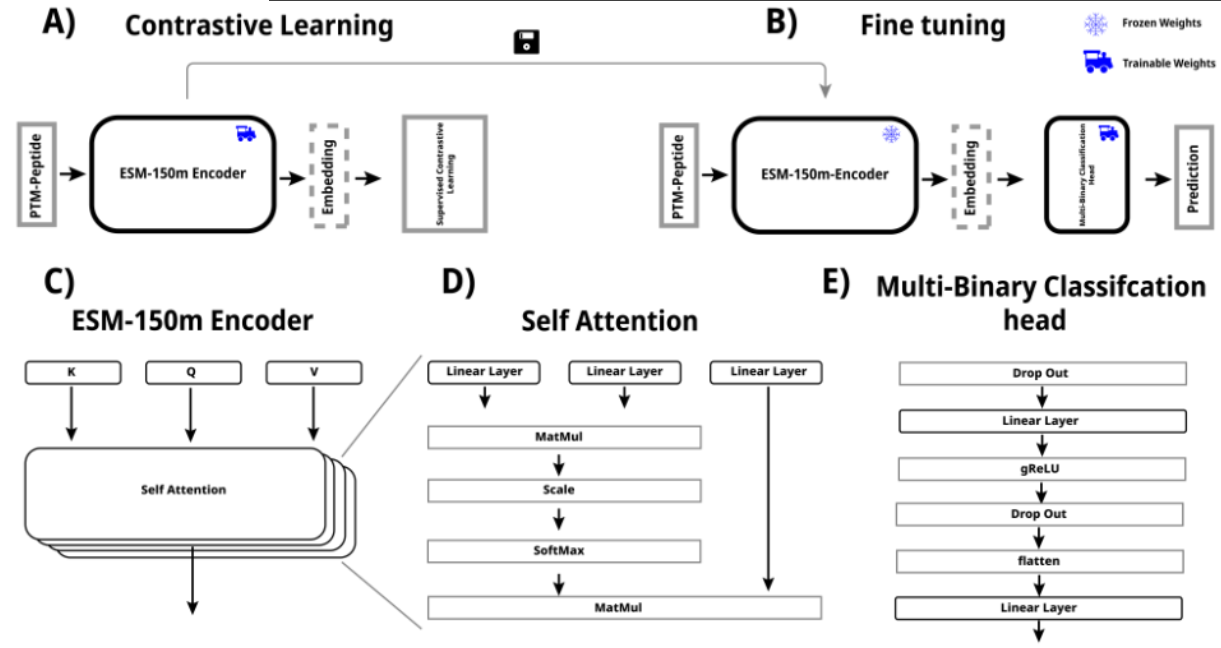 A) Contrastive Learning
B) Fine tuning
Frozen Weights
Trainable Weights
PTM-Peptide
ESM-150m Encoder
Embedding
Supervised Contrastive
Learning
PTM-Peptide
ESM-150m-Encoder
Embedding
Multi-Binary Classification
Head
Prediction
C)
ESM-150m Encoder
K
Q
V
Self Attention
D)
Self Attention
Linear Layer
Linear Layer
Linear Layer
MatMul
Scale
SoftMax
MatMul
E) Multi-Binary Classifcation
head
Drop Out
Linear Layer
gReLU
Drop Out
flatten
Linear Layer